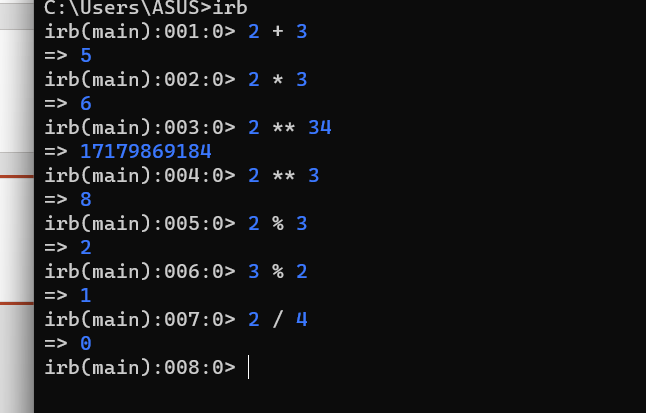 C:\Users\ASUS>irb
irb(main):001:0> 2 + 3
=> 5
irb(main):002:0> 2 * 3
=> 6
irb(main):003:0> 2 ** 34
=> 17179869184
irb(main):004:0> 2 ** 3
=> 8
irb(main):005:0> 2 % 3
=> 2
irb(main):006:0> 3 % 2
=> 1
irb(main):007:0> 2 / 4
=> 0
irb(main):008:0>